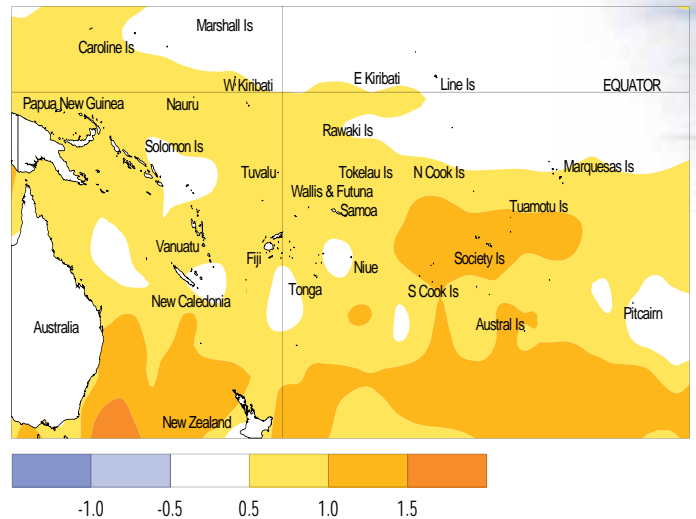 Marshall Is
Caroline Is
W Kiribati
E Kiribati
Line Is
EQUATOR
Papua New Guinea
Nauru
Rawaki Is
Solomon Is
Tuvalu
Tokelau Is
N Cook Is
Marquesas Is
Wallis & Futuna
Samoa
Tuamotu Is
Vanuatu
Fiji
Niue
Society Is
New Caledonia
Tonga
S Cook Is
Pitcairn
Australia
Austral Is
New Zealand
-1.0 -0.5 0.5 1.0 1.5